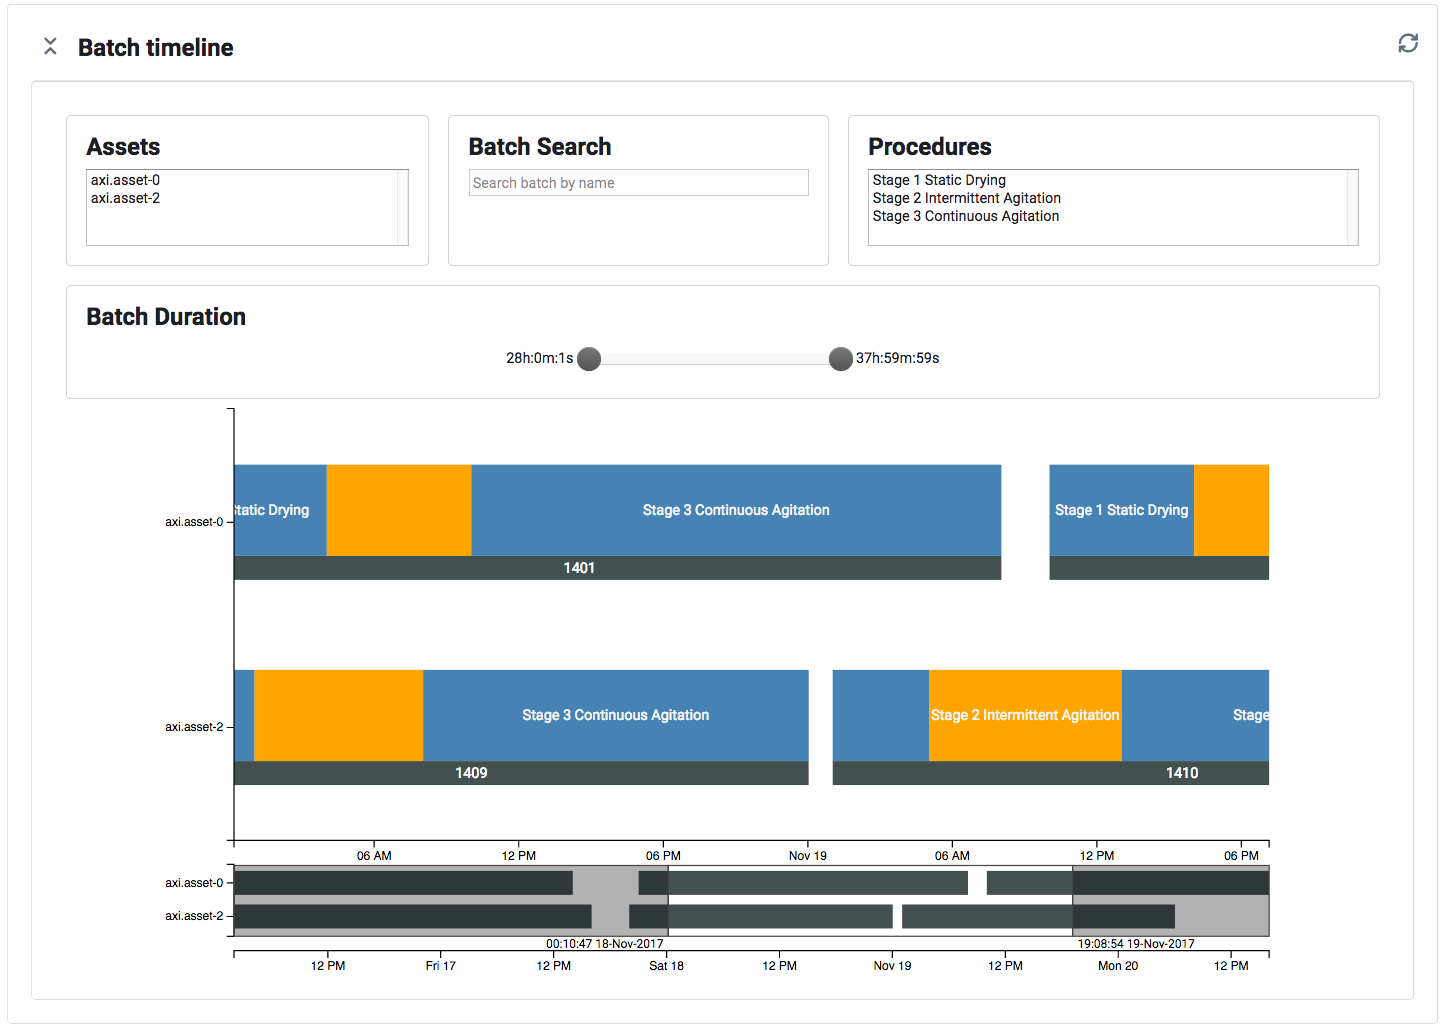 Batch timeline
Assets
axi.asset-0
axi.asset-2
Batch Search
Search batch by name
Procedures
Stage 1 Static Drying
Stage 2 Intermittent Agitation
Stage 3 Continuous Agitation
Batch Duration
28h:0m:1s
37h:59m:59s
axi.asset-0
Static Drying
Stage 3 Continuous Agitation
Stage 1 Static Drying
1401
axi.asset-2
Stage 3 Continuous Agitation
Stage 2 Intermittent Agitation
Stage
1409
1410
06 AM
12 PM
06 PM
Nov 19
06 AM
12 PM
06 PM
axi.asset-0
axi.asset-2
00:10:47 18-Nov-2017
19:08:54 19-Nov-2017
12 PM
Fri 17
12 PM
Sat 18
12 PM
Nov 19
12 PM
Mon 20
12 PM